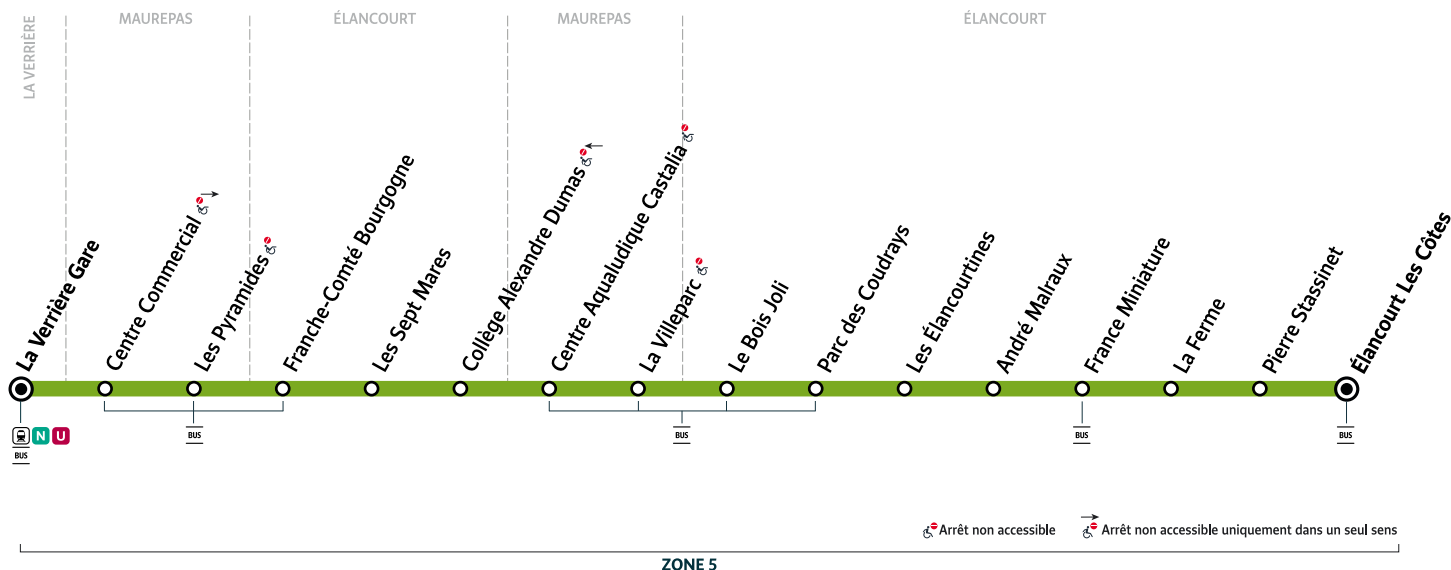 LA VERRIÈRE
MAUREPAS
ÉLANCOURT
MAUREPAS
ÉLANCOURT
La Verrière Gare
Centre Commercial
Les Pyramides
Franche-Comté Bourgogne
Les Sept Mares
Collège Alexandre Dumas
Centre Aqualudique Castalia
La Villeparc
Le Bois Joli
Parc des Coudrays
Les Élancourtines
André Malraux
France Miniature
La Ferme
Pierre Stassinet
Élancourt Les Côtes
N U
BUS
BUS
BUS
BUS
BUS
Arrêt non accessible
Arrêt non accessible uniquement dans un seul sens
ZONE 5